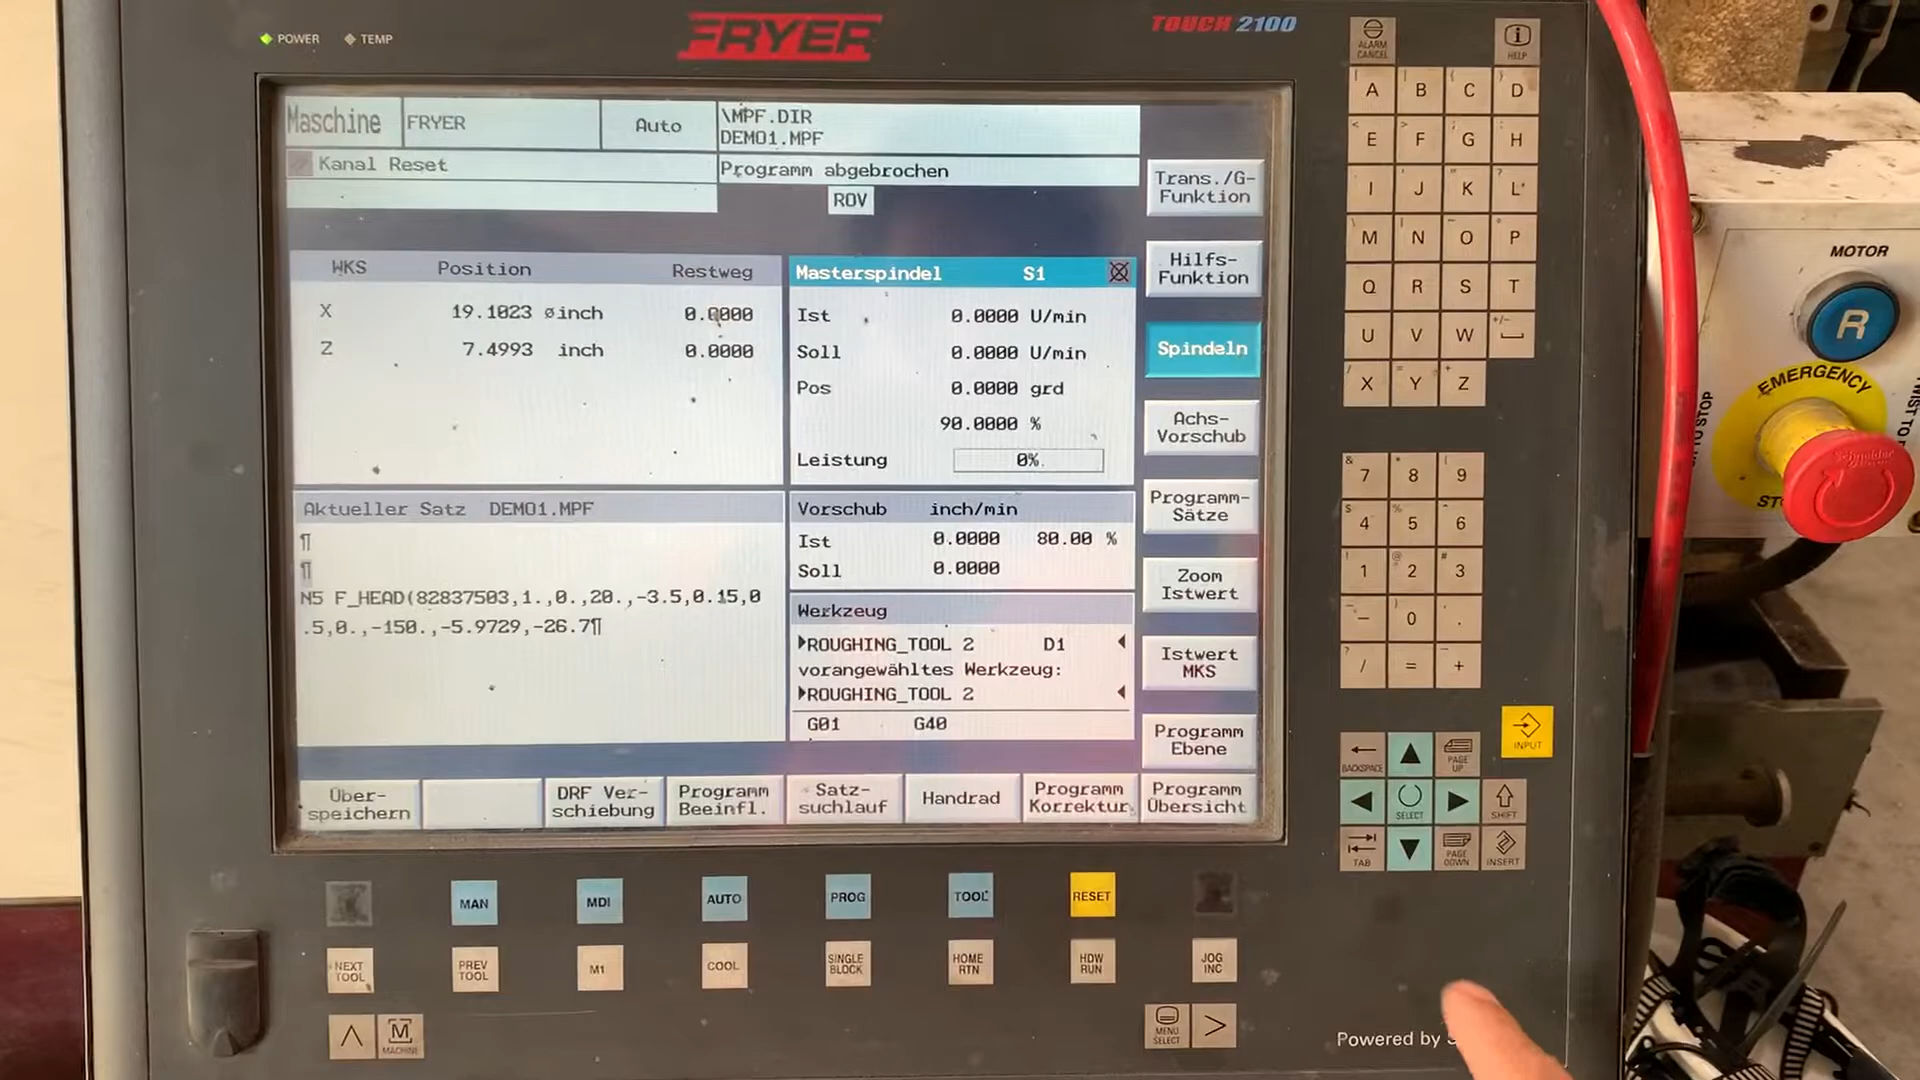 POWER
TEMP
FRYER
TOUCH 2100
Maschine
FRYER
Auto
\MPF.DIR
DEMO1.MPF
Kanal Reset
Programm abgebrochen
ROV
WKS Position Restweg
X 19.1023 øinch 0.0000
Z 7.4993 inch 0.0000
Masterspindel S1
Ist 0.0000 U/min
Soll 0.0000 U/min
Pos 0.0000 grd
90.0000 %
Leistung 0%
Aktueller Satz DEMO1.MPF
¶
¶
N5 F_HEAD(82837503,1.,0.,20.,-3.5,0.15,0
.5,0.,-150.,-5.9729,-26.7¶
Vorschub inch/min
Ist 0.0000 80.00 %
Soll 0.0000
Werkzeug
ROUGHING_TOOL 2 D1
vorangewähltes Werkzeug:
ROUGHING_TOOL 2
G01 G40
Trans./G-
Funktion
Hilfs-
Funktion
Spindeln
Achs-
Vorschub
Programm-
Sätze
Zoom
Istwert
Istwert
MKS
Programm
Ebene
Über-
speichern
DRF Ver-
schiebung
Programm
Beeinfl.
Satz-
suchlauf
Handrad
Programm
Korrektur
Programm
Übersicht
MAN
MDI
AUTO
PROG
TOOL
RESET
NEXT
TOOL
PREV
TOOL
M1
COOL
SINGLE
BLOCK
HOME
RTN
HDW
RUN
JOG
INC
M
MACHINE
MENU
SELECT
>
Powered by
ALARM
CANCEL
HELP
A B C D
E F G H
I J K L
M N O P
Q R S T
U V W
X Y Z
7 8 9
4 5 6
1 2 3
- 0 .
/ = +
INPUT
BACKSPACE
PAGE
UP
SELECT
SHIFT
TAB
PAGE
DOWN
INSERT
MOTOR
R
EMERGENCY
Schneider